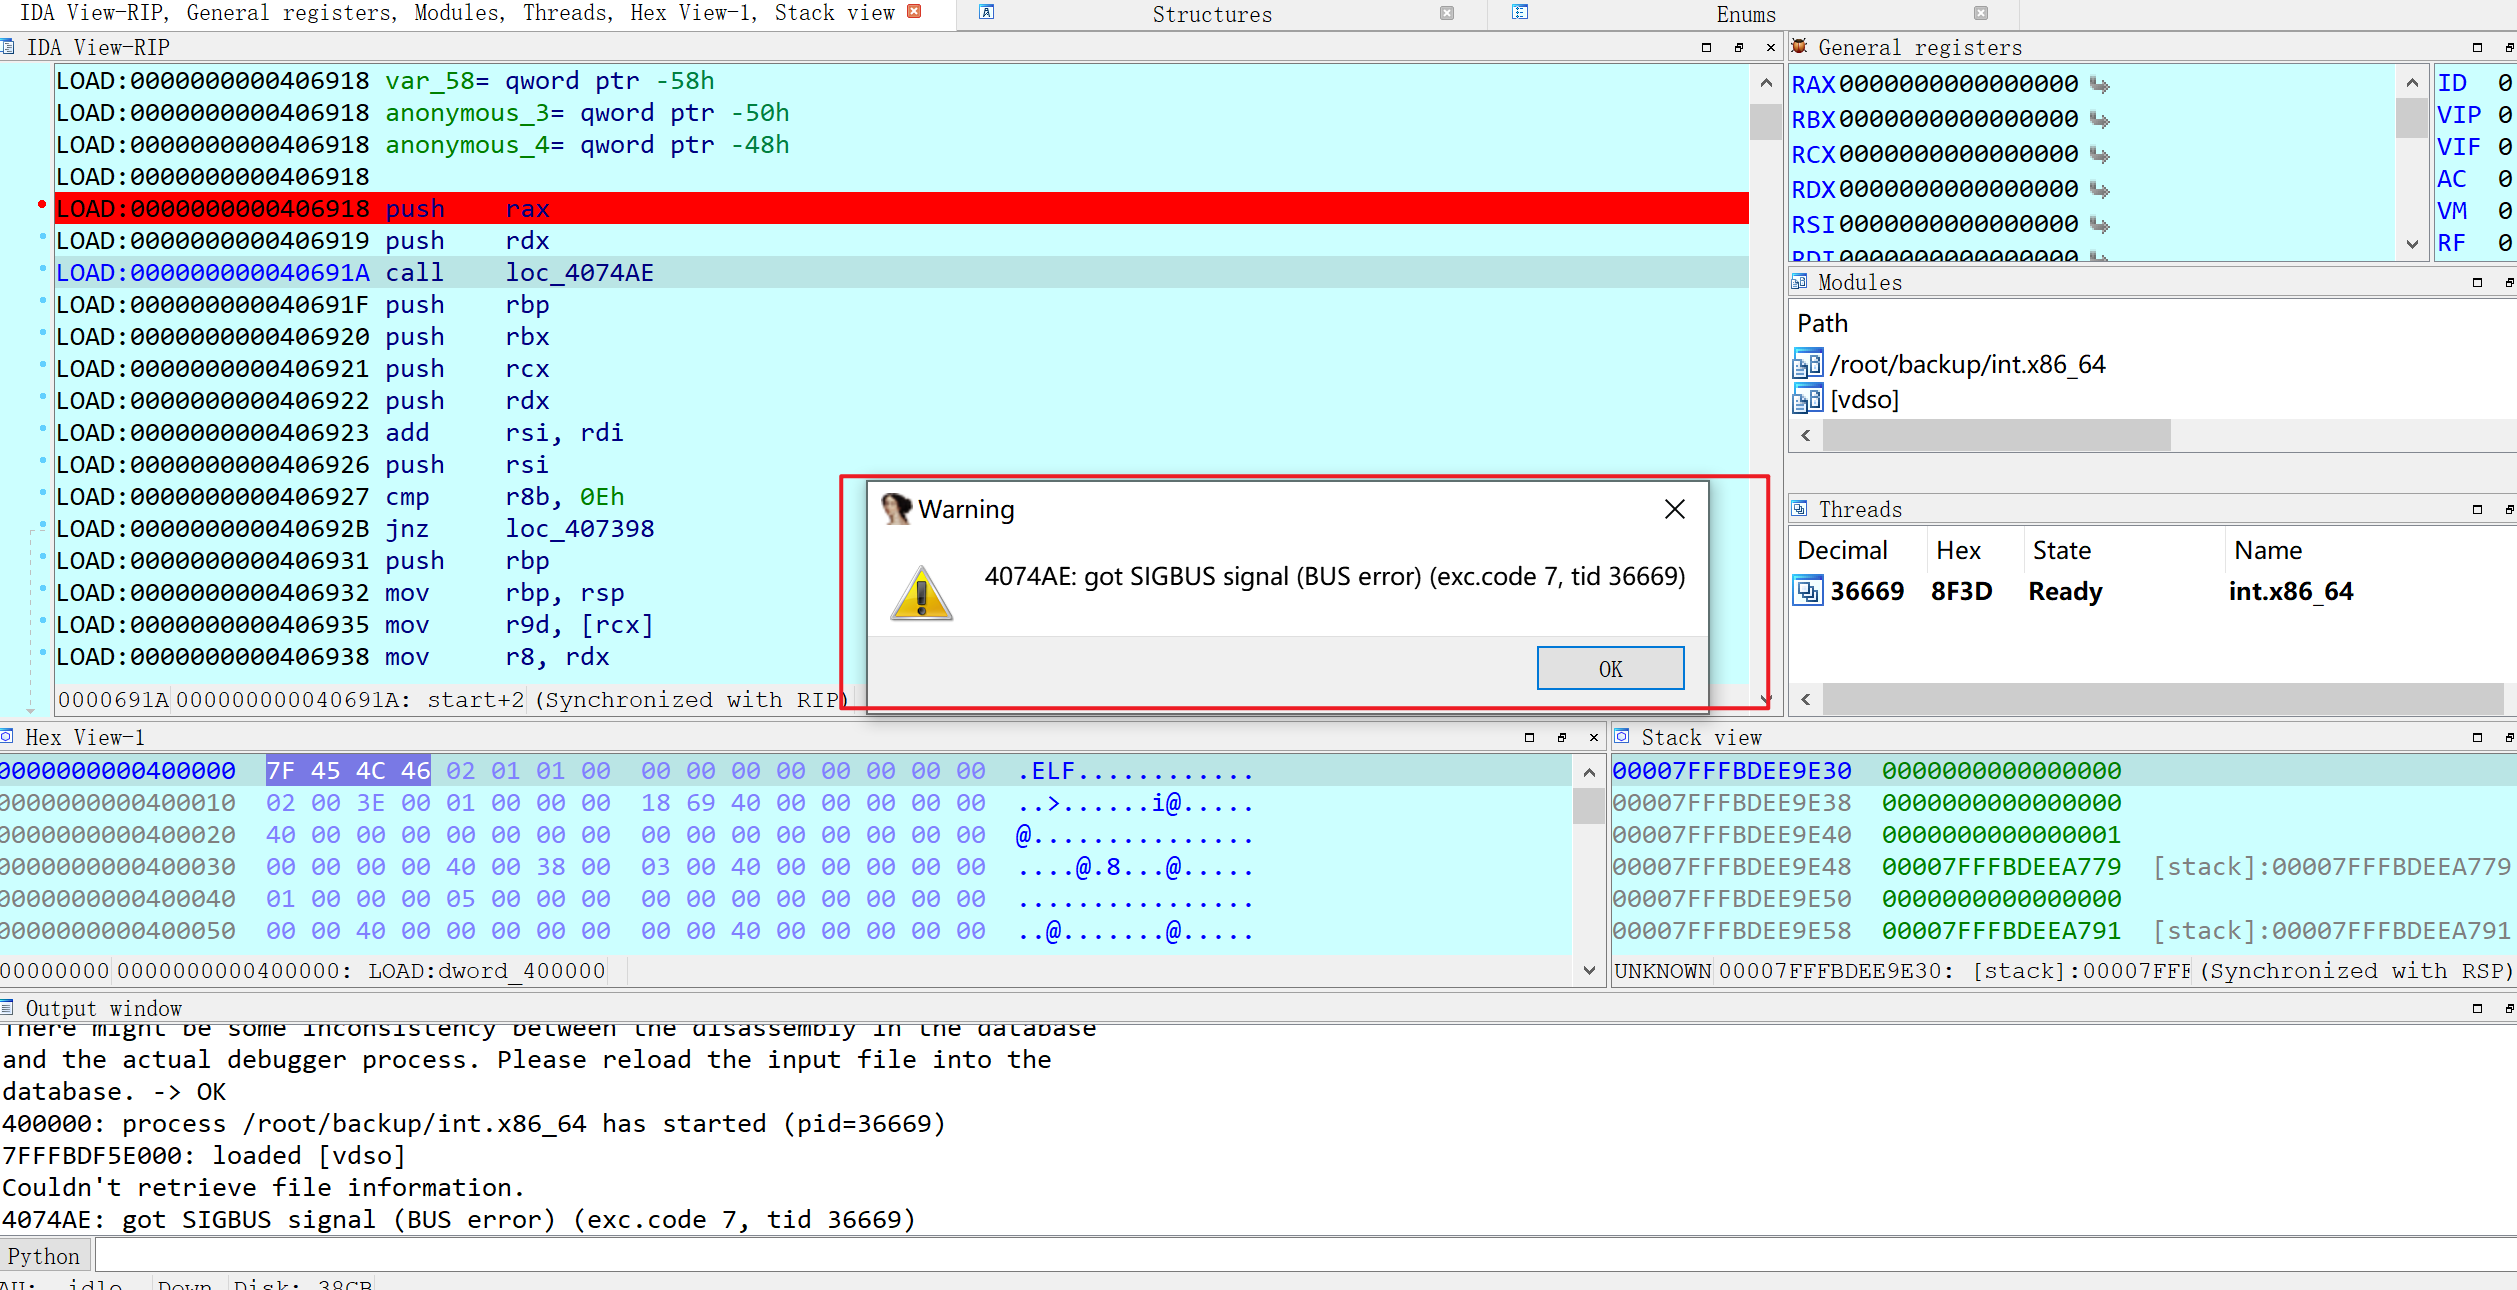 IDA View-RIP, General registers, Modules, Threads, Hex View-1, Stack view
Structures
Enums
IDA View-RIP
LOAD:0000000000406918 var_58= qword ptr -58h
LOAD:0000000000406918 anonymous_3= qword ptr -50h
LOAD:0000000000406918 anonymous_4= qword ptr -48h
LOAD:0000000000406918
LOAD:0000000000406918 push    rax
LOAD:0000000000406919 push    rdx
LOAD:000000000040691A call    loc_4074AE
LOAD:000000000040691F push    rbp
LOAD:0000000000406920 push    rbx
LOAD:0000000000406921 push    rcx
LOAD:0000000000406922 push    rdx
LOAD:0000000000406923 add     rsi, rdi
LOAD:0000000000406926 push    rsi
LOAD:0000000000406927 cmp     r8b, 0Eh
LOAD:000000000040692B jnz     loc_407398
LOAD:0000000000406931 push    rbp
LOAD:0000000000406932 mov     rbp, rsp
LOAD:0000000000406935 mov     r9d, [rcx]
LOAD:0000000000406938 mov     r8, rdx
0000691A 000000000040691A: start+2 (Synchronized with RIP)
Warning
4074AE: got SIGBUS signal (BUS error) (exc.code 7, tid 36669)
OK
General registers
RAX 0000000000000000
RBX 0000000000000000
RCX 0000000000000000
RDX 0000000000000000
RSI 0000000000000000
RDI 0000000000000000
ID 0
VIP 0
VIF 0
AC 0
VM 0
RF 0
Modules
Path
/root/backup/int.x86_64
[vdso]
Threads
Decimal Hex State Name
36669 8F3D Ready int.x86_64
Hex View-1
0000000000400000 7F 45 4C 46 02 01 01 00 00 00 00 00 00 00 00 00 .ELF............
0000000000400010 02 00 3E 00 01 00 00 00 18 69 40 00 00 00 00 00 ..>......i@.....
0000000000400020 40 00 00 00 00 00 00 00 00 00 00 00 00 00 00 00 @...............
0000000000400030 00 00 00 00 40 00 38 00 03 00 40 00 00 00 00 00 ....@.8...@.....
0000000000400040 01 00 00 00 05 00 00 00 00 00 00 00 00 00 00 00 ................
0000000000400050 00 00 40 00 00 00 00 00 00 00 40 00 00 00 00 00 ..@.......@.....
00000000 0000000000400000: LOAD:dword_400000
Stack view
00007FFFBDEE9E30 0000000000000000
00007FFFBDEE9E38 0000000000000000
00007FFFBDEE9E40 0000000000000001
00007FFFBDEE9E48 00007FFFBDEEA779 [stack]:00007FFFBDEEA779
00007FFFBDEE9E50 0000000000000000
00007FFFBDEE9E58 00007FFFBDEEA791 [stack]:00007FFFBDEEA791
UNKNOWN 00007FFFBDEE9E30: [stack]:00007FFF (Synchronized with RSP)
Output window
There might be some inconsistency between the disassembly in the database
and the actual debugger process. Please reload the input file into the
database. -> OK
400000: process /root/backup/int.x86_64 has started (pid=36669)
7FFFBDF5E000: loaded [vdso]
Couldn't retrieve file information.
4074AE: got SIGBUS signal (BUS error) (exc.code 7, tid 36669)
Python
AU: idle Down Disk: 38GB